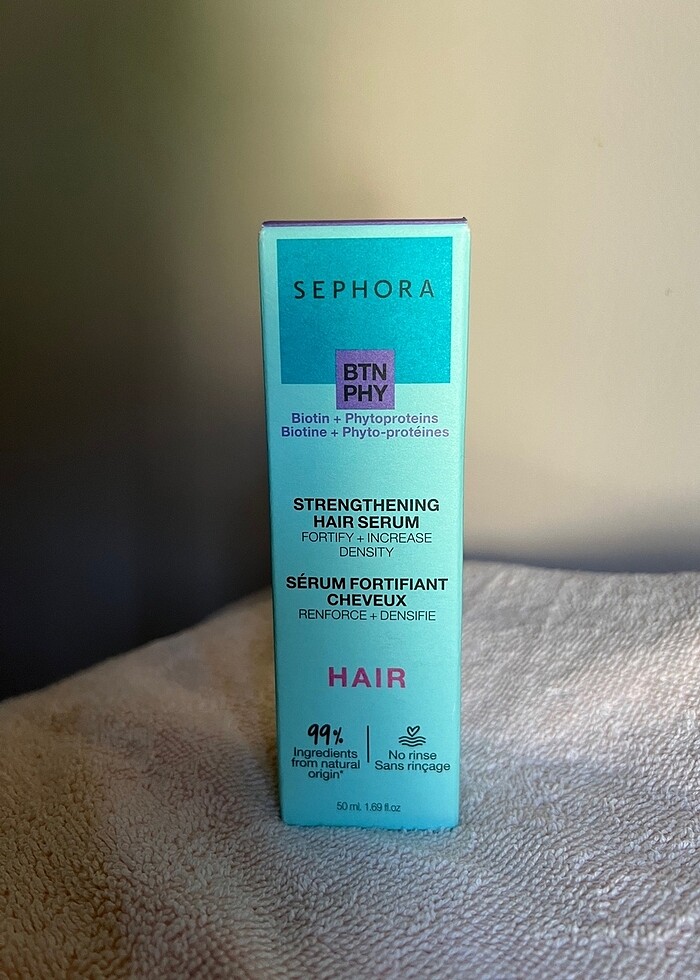 SEPHORA
BTN
PHY
Biotin + Phytoproteins
Biotine + Phyto-protéines
STRENGTHENING
HAIR SERUM
FORTIFY + INCREASE
DENSITY
SÉRUM FORTIFIANT
CHEVEUX
RENFORCE + DENSIFIE
HAIR
99%
Ingredients
from natural
origin*
No rinse
Sans rinçage
50 ml. 1.69 fl.oz